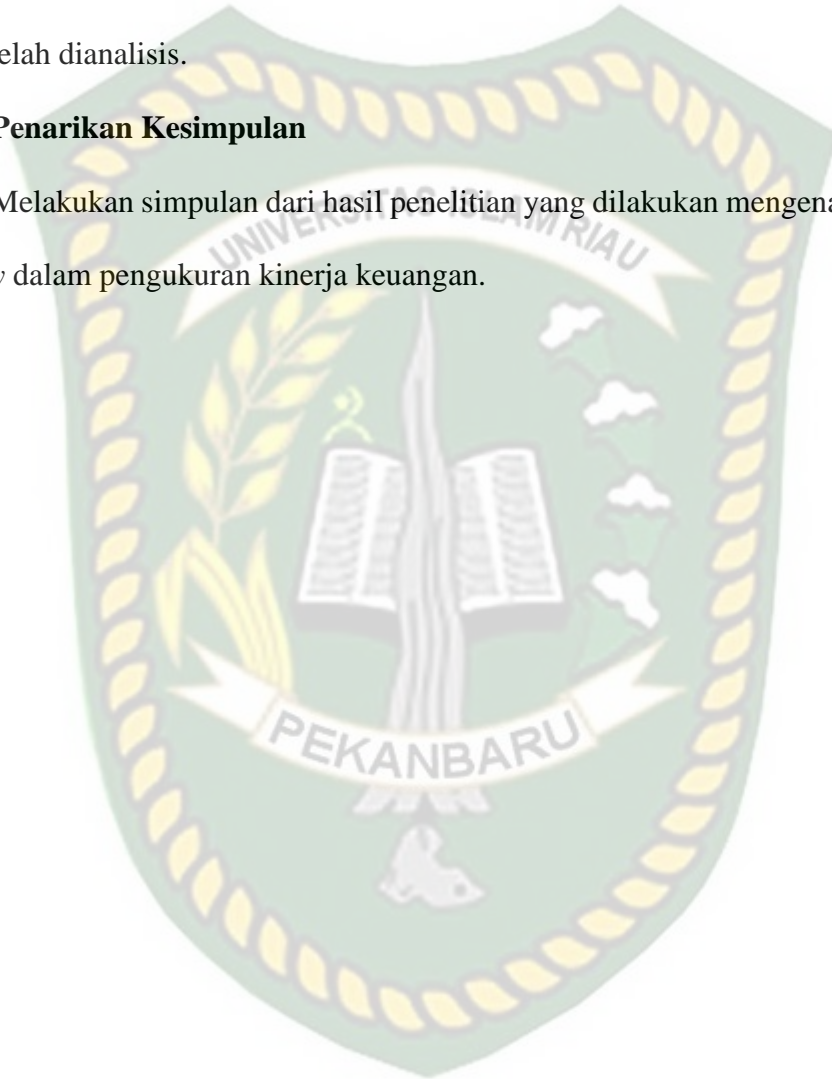 elah dianalisis.
Penarikan Kesimpulan
Melakukan simpulan dari hasil penelitian yang dilakukan mengena
UNIVERSITAS ISLAM RIAU
dalam pengukuran kinerja keuangan.
PEKANBARU